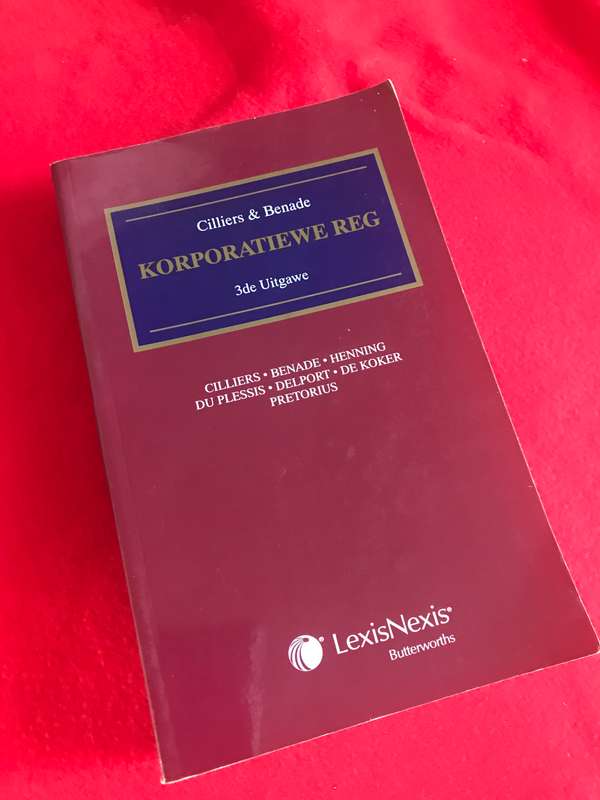 Cilliers & Benade
KORPORATIEWE REG
3de Uitgawe
CILLIERS • BENADE • HENNING
DU PLESSIS • DELPORT • DE KOKER
PRETORIUS
LexisNexis®
Butterworths